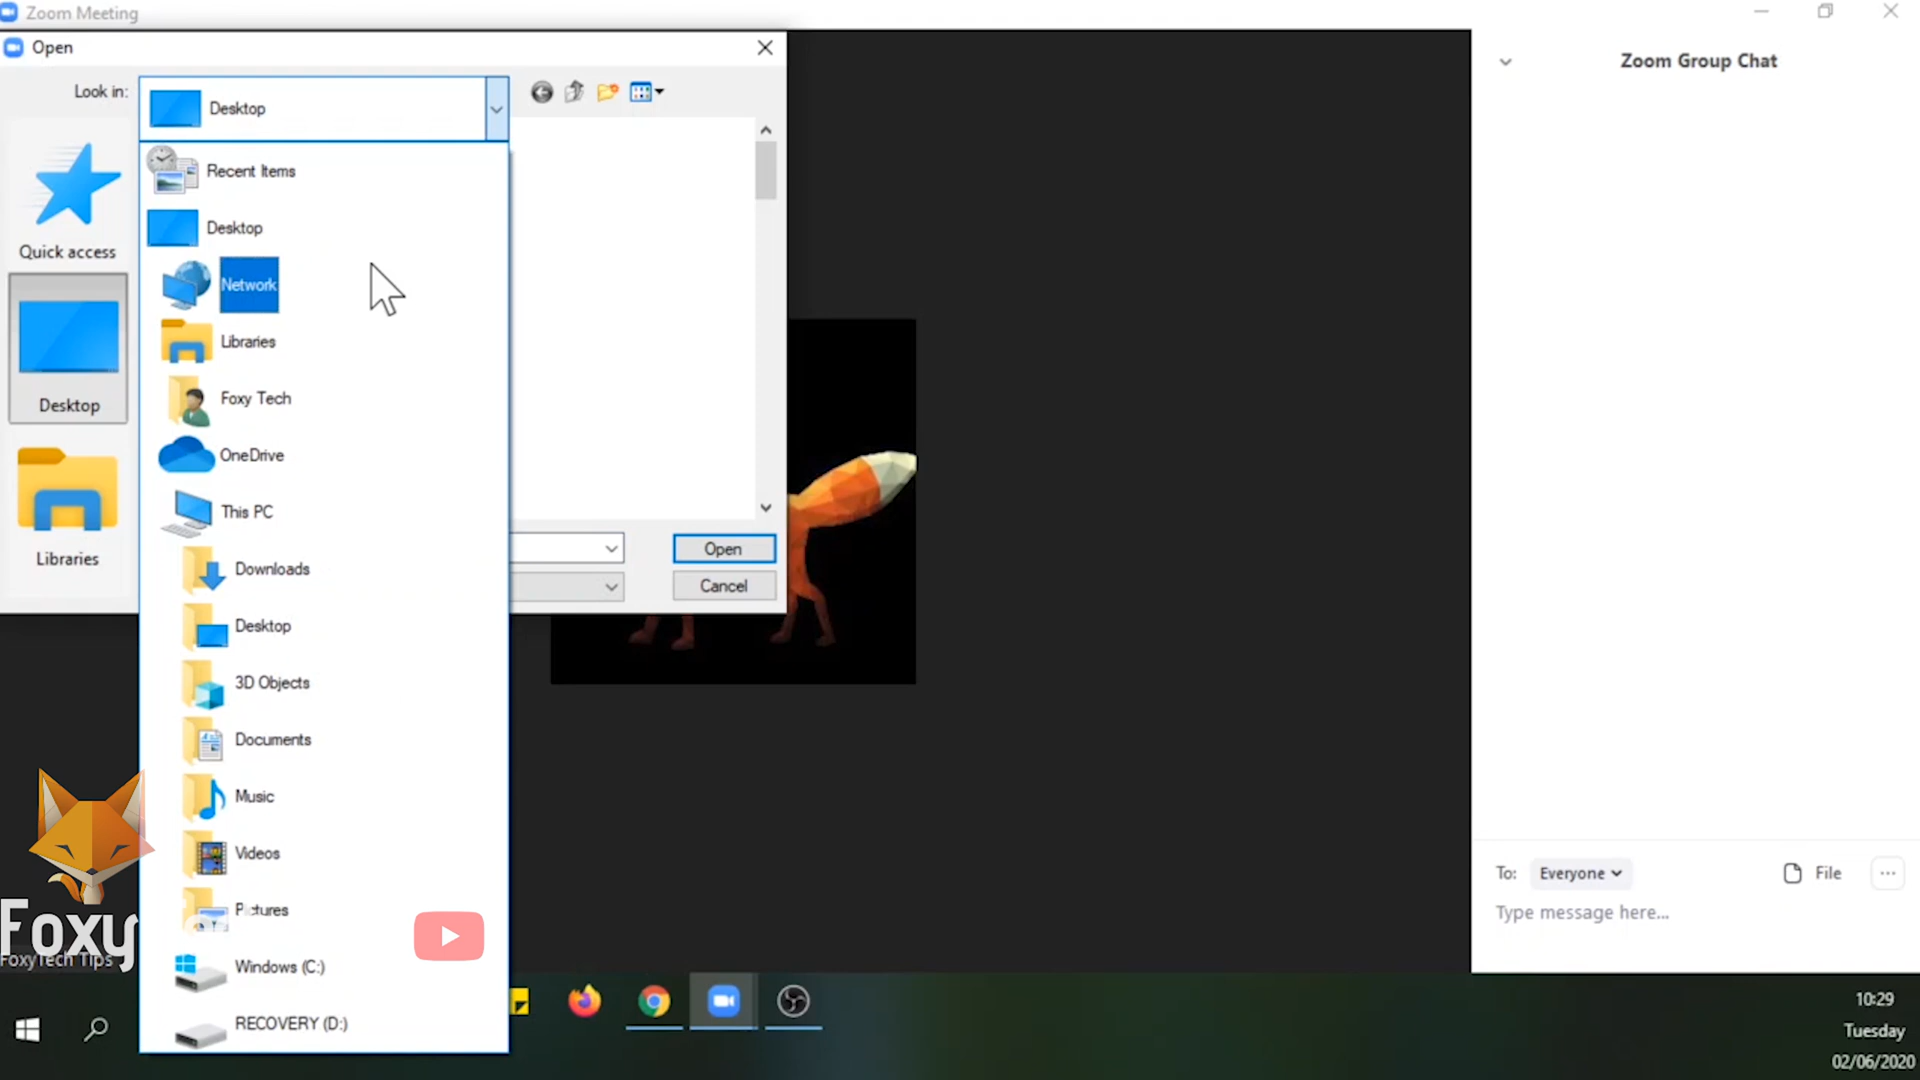 Zoom Meeting
Open
Look in:
Desktop
Recent Items
Desktop
Network
Libraries
Foxy Tech
OneDrive
This PC
Downloads
Desktop
3D Objects
Documents
Music
Videos
Pictures
Windows (C:)
RECOVERY (D:)
Quick access
Desktop
Libraries
Open
Cancel
Foxy
FoxyTech Tips
Zoom Group Chat
To:
Everyone
File
Type message here...
10:29
Tuesday
02/06/2020